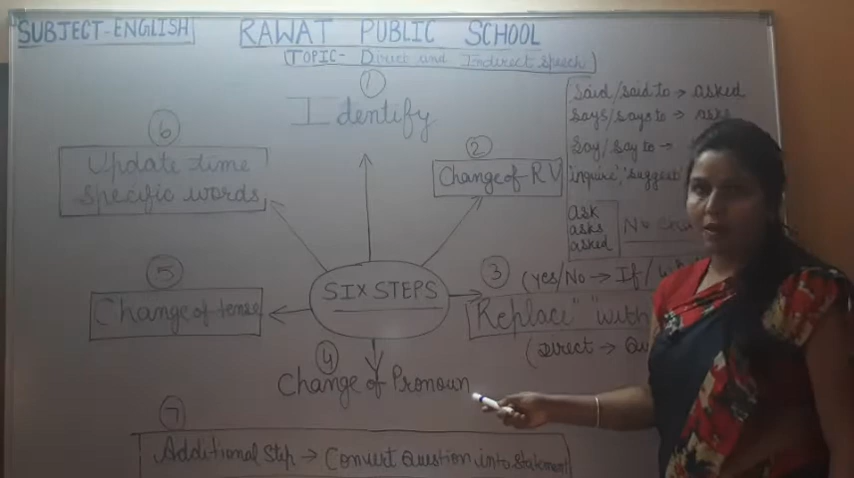 SUBJECT-ENGLISH
RAWAT PUBLIC SCHOOL
(TOPIC- Direct and Indirect Speech)
1
Identify
2
Change of RV
Said/said to → asked
Says/says to → asks
Say/say to →
inquire', 'suggest'
ask
asks
asked
No
3
(Yes/No → If/
Replace" "with
(Direct →
SIX STEPS
4
Change of Pronoun
5
Change of tense
6
Update time
specific words
7
Additional Step → Convert Question into Statement